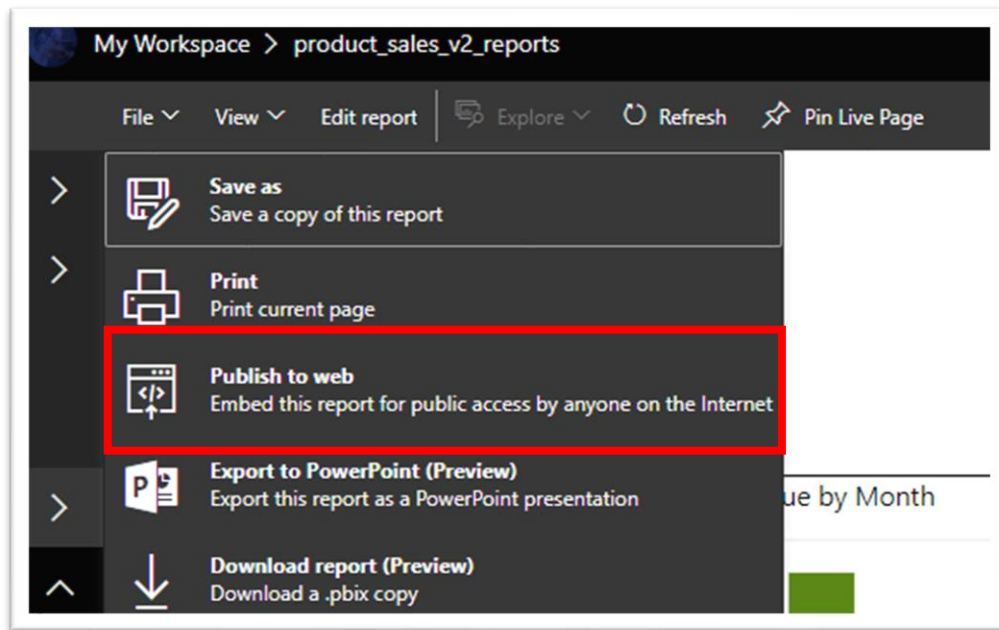 My Workspace > product_sales_v2_reports
File View Edit report Explore Refresh Pin Live Page
Save as
Save a copy of this report
Print
Print current page
Publish to web
Embed this report for public access by anyone on the Internet
Export to PowerPoint (Preview)
Export this report as a PowerPoint presentation
ue by Month
Download report (Preview)
Download a .pbix copy